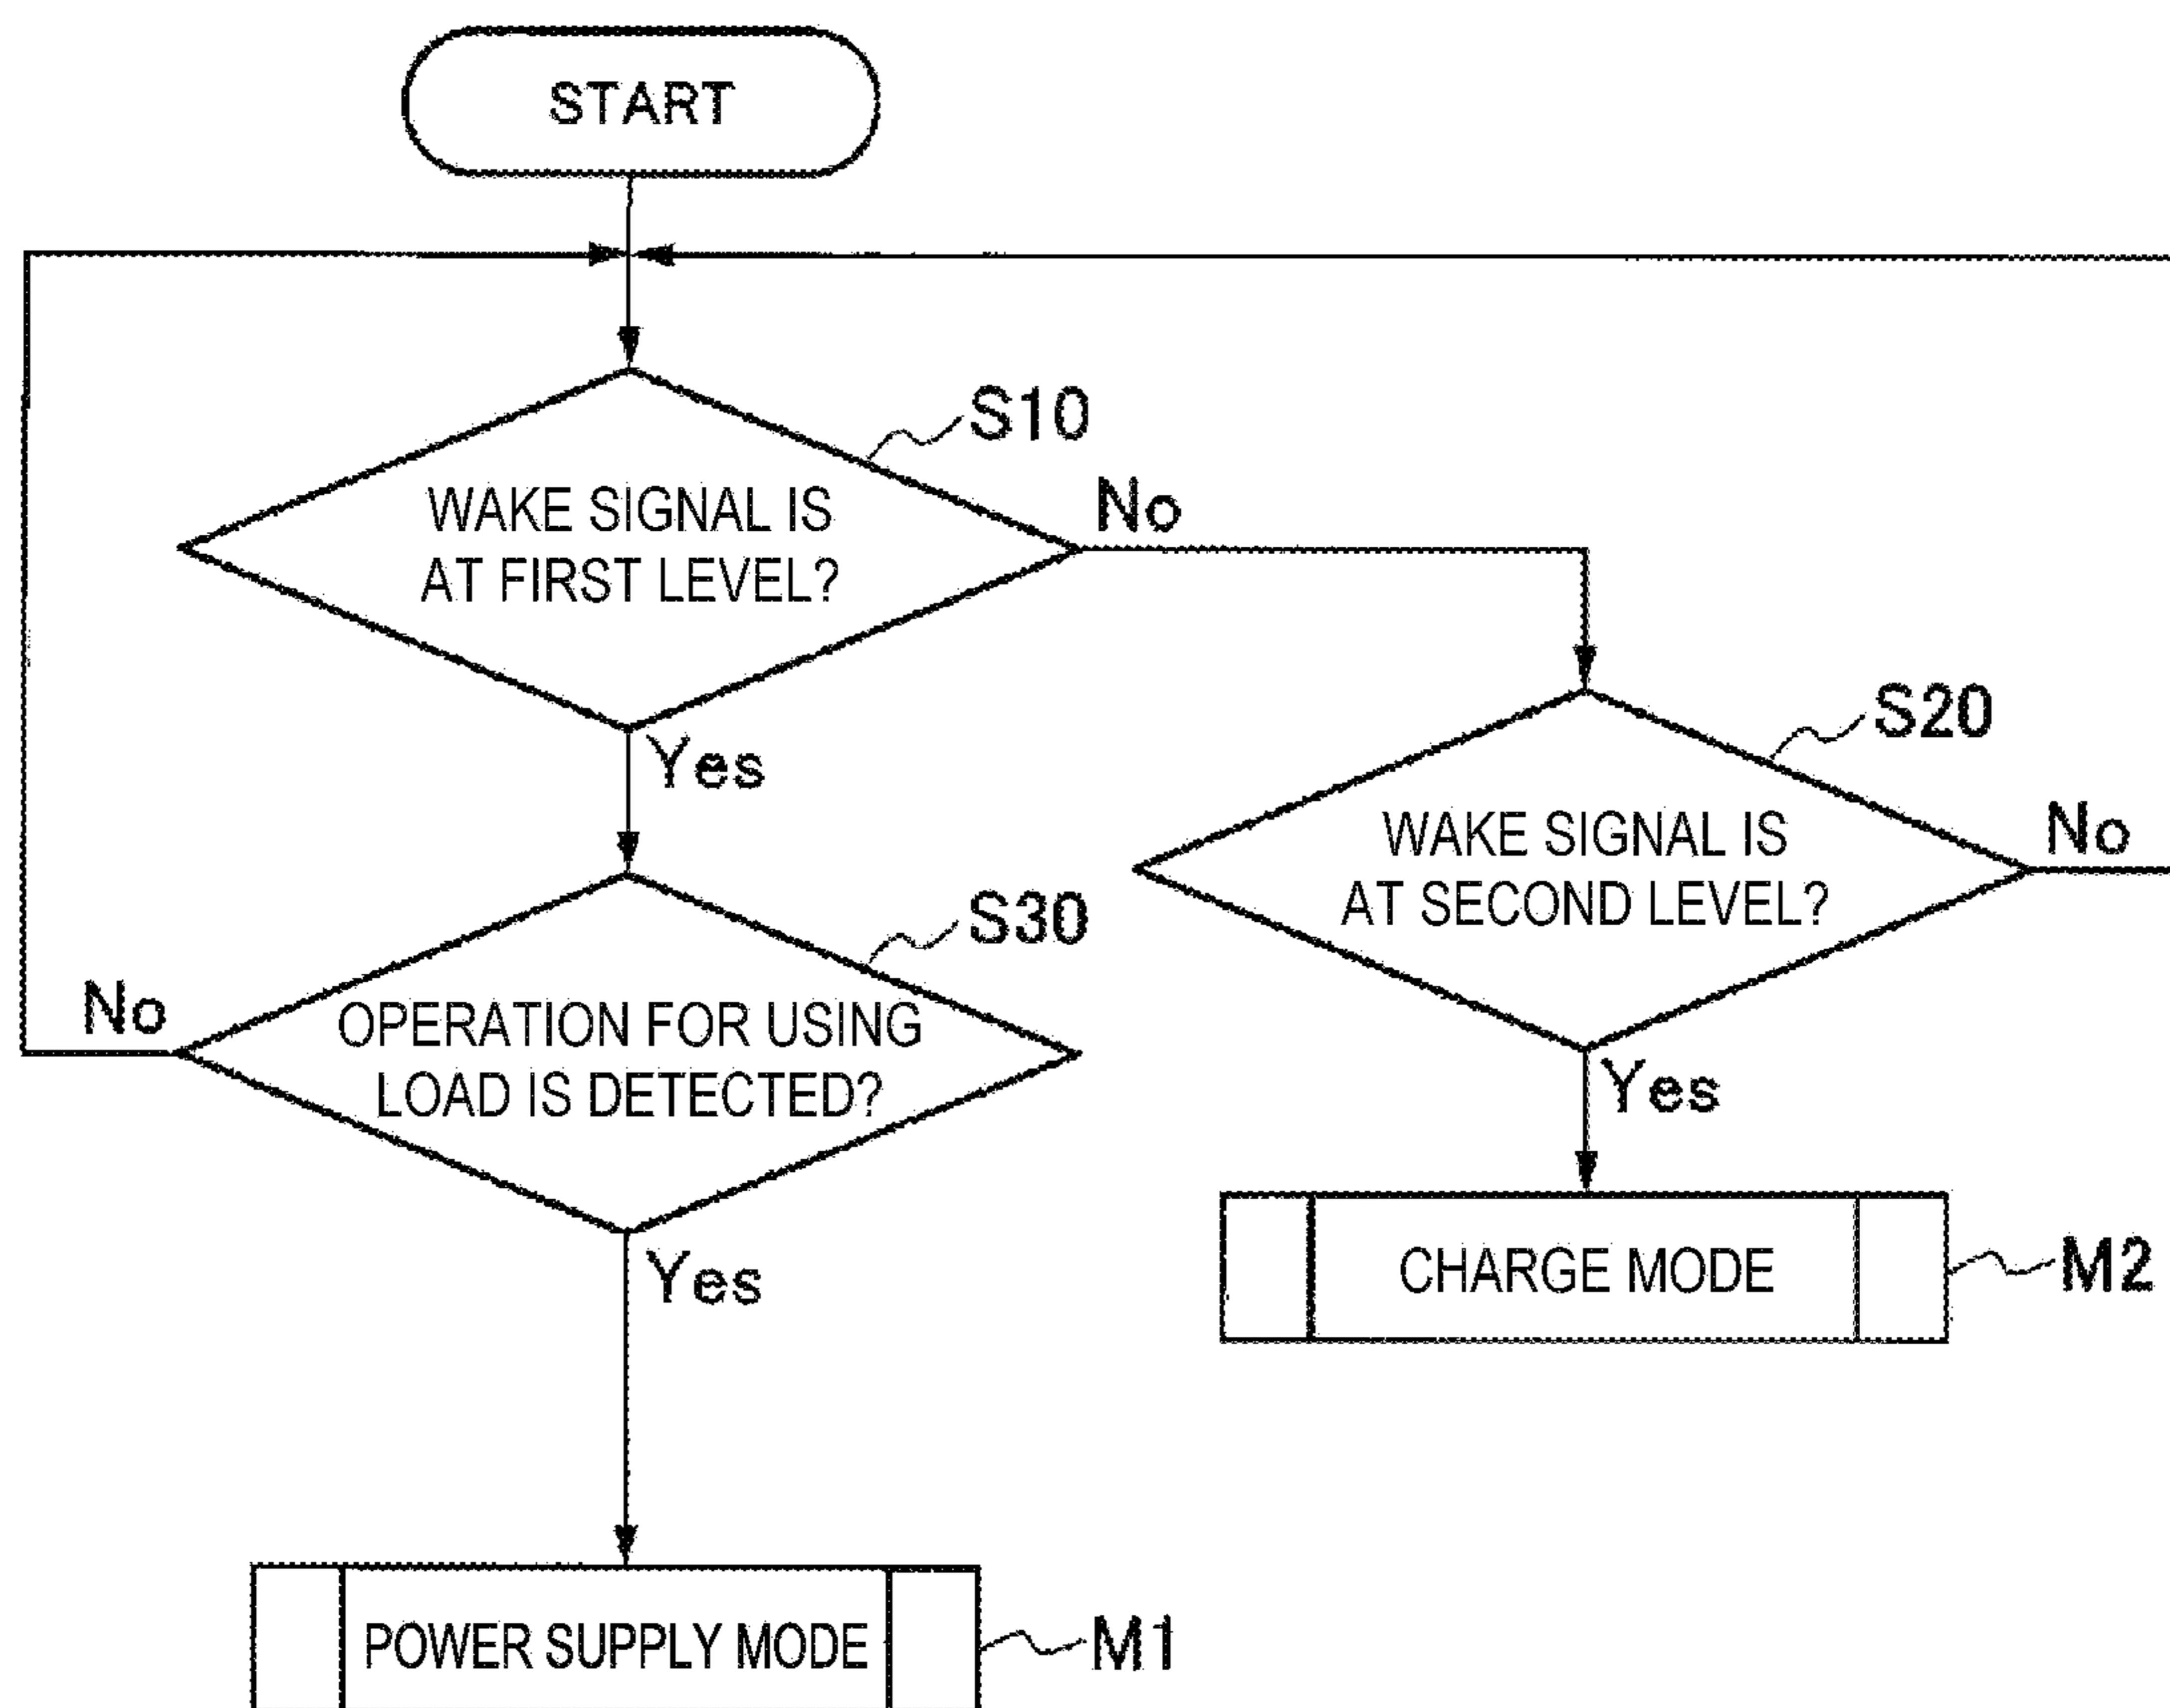 START
S10
WAKE SIGNAL IS
AT FIRST LEVEL?
No
Yes
S20
WAKE SIGNAL IS
AT SECOND LEVEL?
No
Yes
S30
OPERATION FOR USING
LOAD IS DETECTED?
No
Yes
CHARGE MODE
M2
POWER SUPPLY MODE
M1